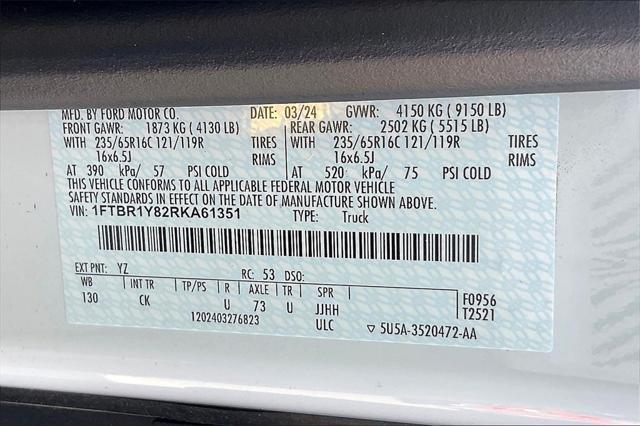 MFD. BY FORD MOTOR CO. DATE: 03/24 GVWR: 4150 KG ( 9150 LB)
FRONT GAWR: 1873 KG ( 4130 LB) REAR GAWR: 2502 KG ( 5515 LB)
WITH 235/65R16C 121/119R TIRES WITH 235/65R16C 121/119R TIRES
16x6.5J RIMS 16x6.5J RIMS
AT 390 kPa/ 57 PSI COLD AT 520 kPa/ 75 PSI COLD
THIS VEHICLE CONFORMS TO ALL APPLICABLE FEDERAL MOTOR VEHICLE
SAFETY STANDARDS IN EFFECT ON THE DATE OF MANUFACTURE SHOWN ABOVE.
VIN: 1FTBR1Y82RKA61351 TYPE: Truck
EXT PNT: YZ RC: 53 DSO:
WB INT TR TP/PS R AXLE TR SPR F0956
130 CK U 73 U JJHH T2521
1202403276823 ULC ▽ 5U5A-3520472-AA